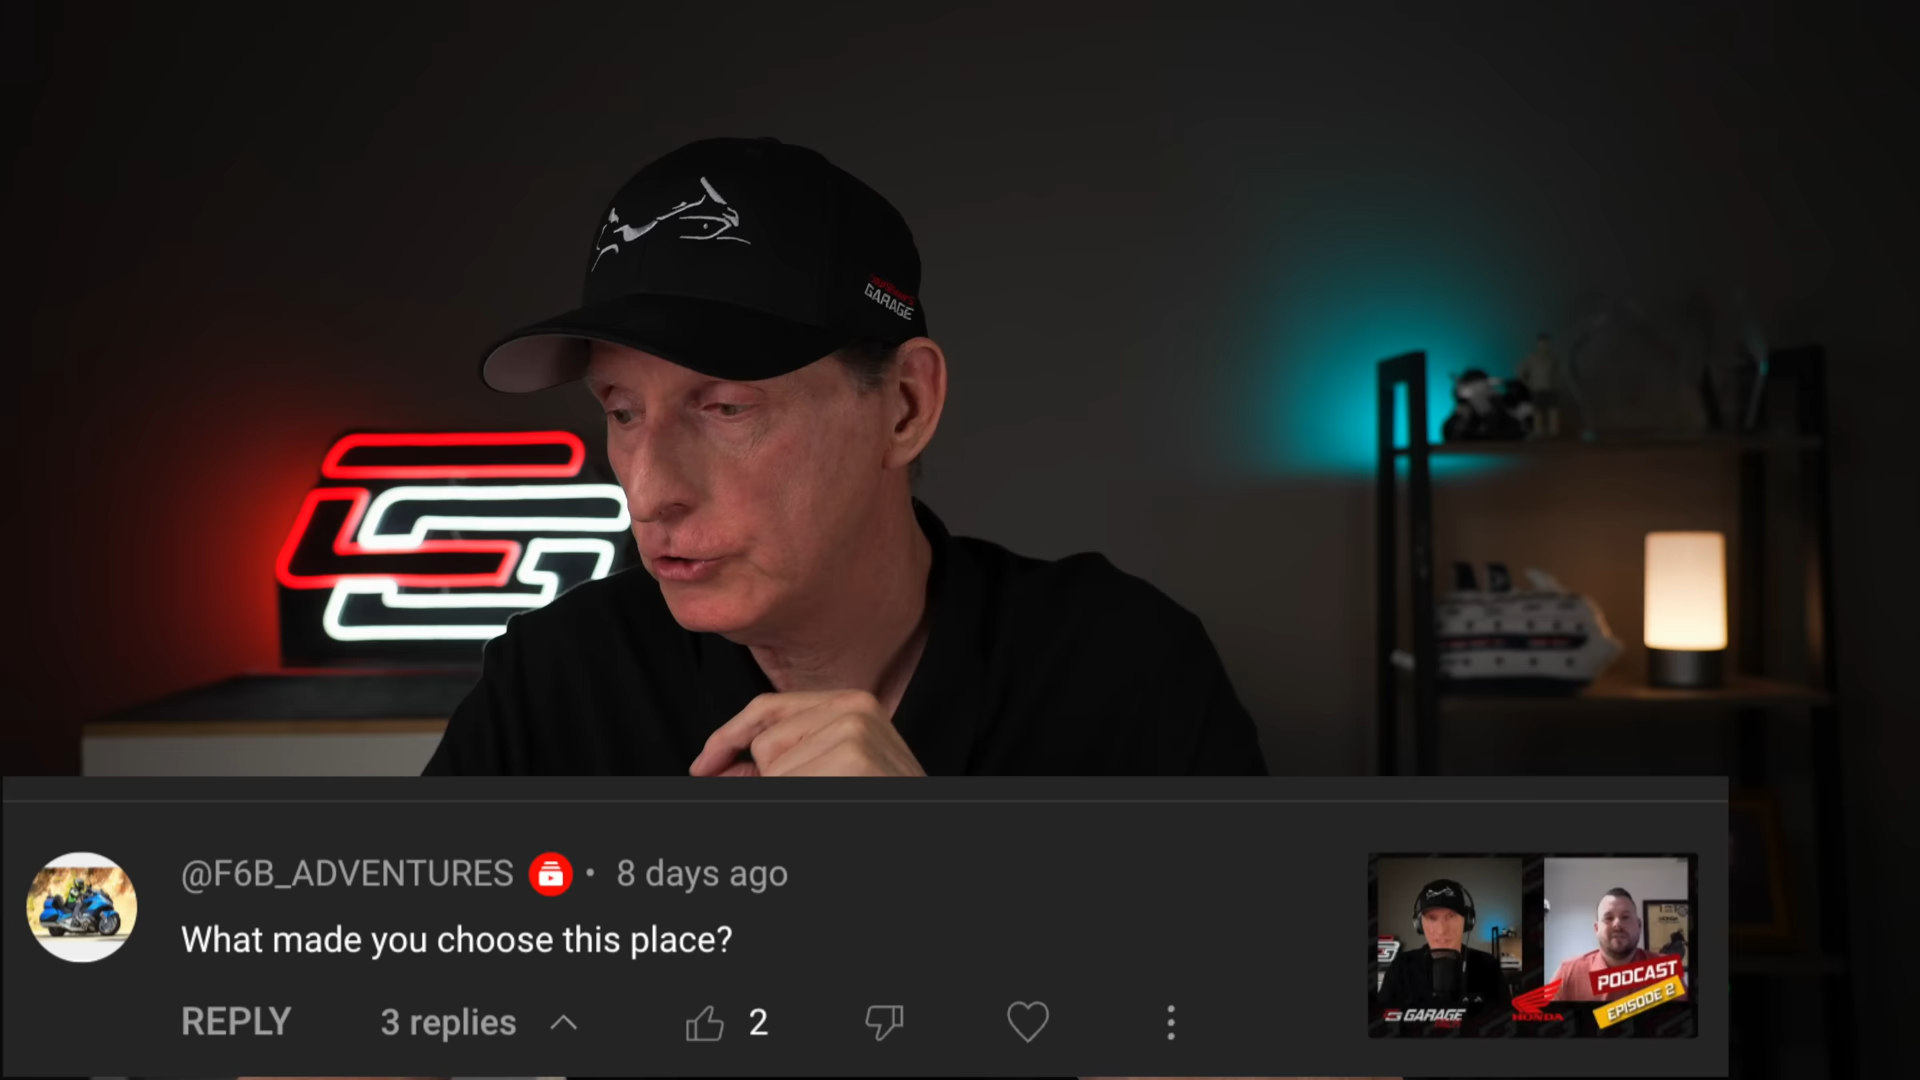 GARAGE
@F6B_ADVENTURES • 8 days ago
What made you choose this place?
REPLY 3 replies 2
PODCAST
EPISODE 2
GARAGE
HONDA